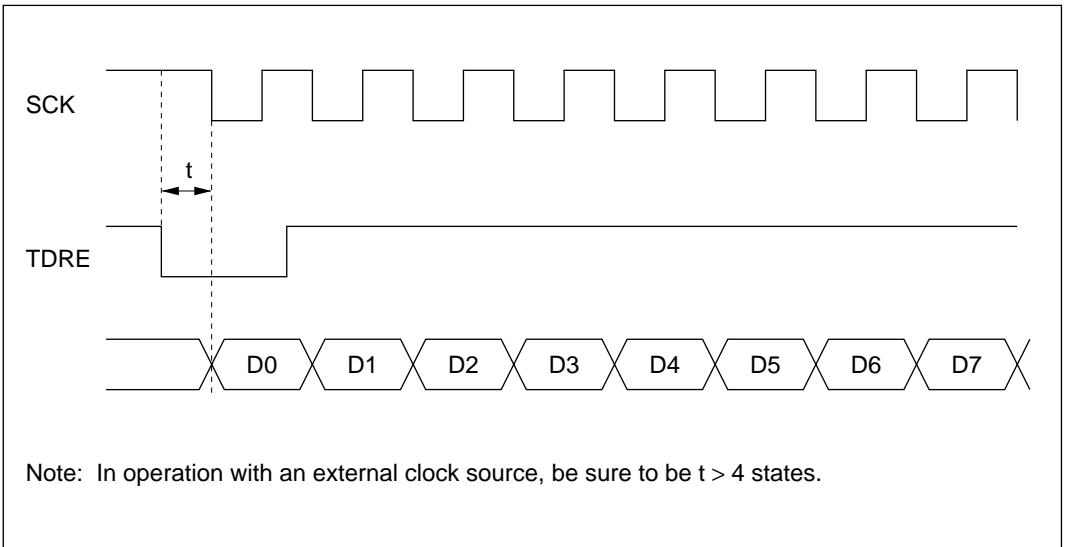 SCK
t
TDRE
D0 D1 D2 D3 D4 D5 D6 D7
Note: In operation with an external clock source, be sure to be t > 4 states.